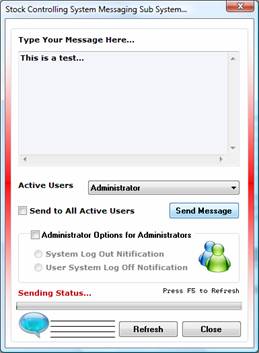 Stock Controlling System Messaging Sub System...
Type Your Message Here...
This is a test...
Active Users
Administrator
Send to All Active Users
Send Message
Administrator Options for Administrators
System Log Out Nitification
User System Log Off Notification
Sending Status...
Press F5 to Refresh
Refresh
Close